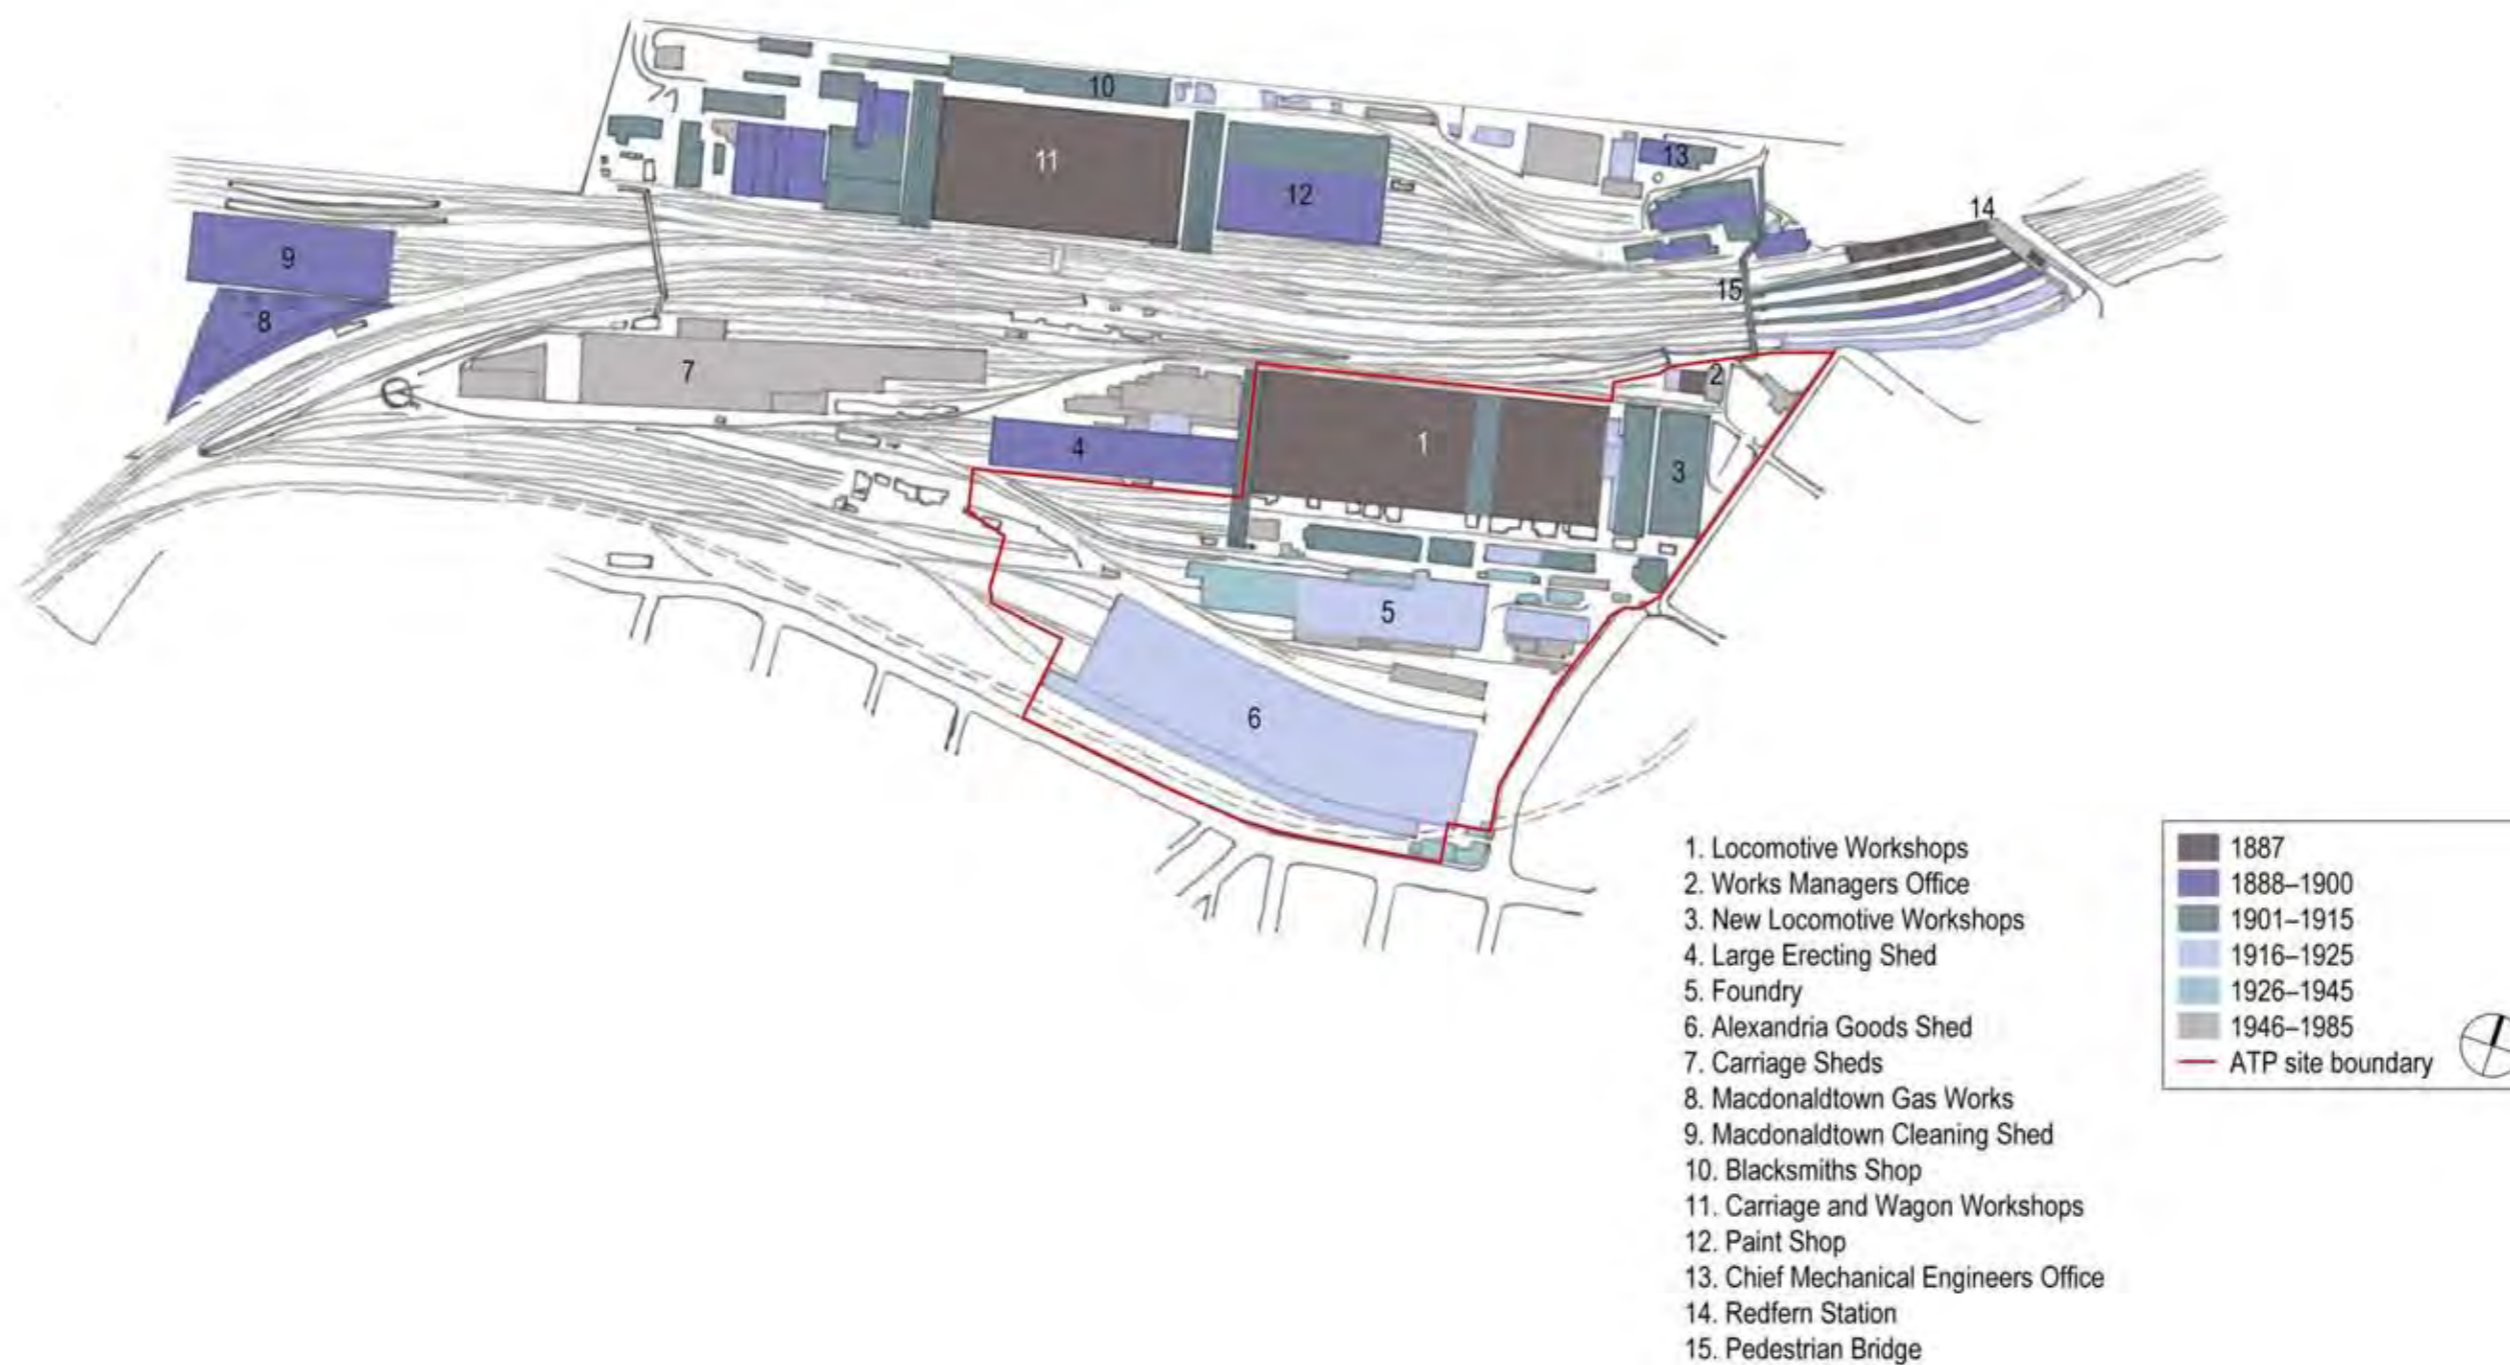 10
11
13
12
14
9
15
8
7
2
4
1
3
5
6
1. Locomotive Workshops
2. Works Managers Office
3. New Locomotive Workshops
4. Large Erecting Shed
5. Foundry
6. Alexandria Goods Shed
7. Carriage Sheds
8. Macdonaldtown Gas Works
9. Macdonaldtown Cleaning Shed
10. Blacksmiths Shop
11. Carriage and Wagon Workshops
12. Paint Shop
13. Chief Mechanical Engineers Office
14. Redfern Station
15. Pedestrian Bridge
1887
1888–1900
1901–1915
1916–1925
1926–1945
1946–1985
ATP site boundary